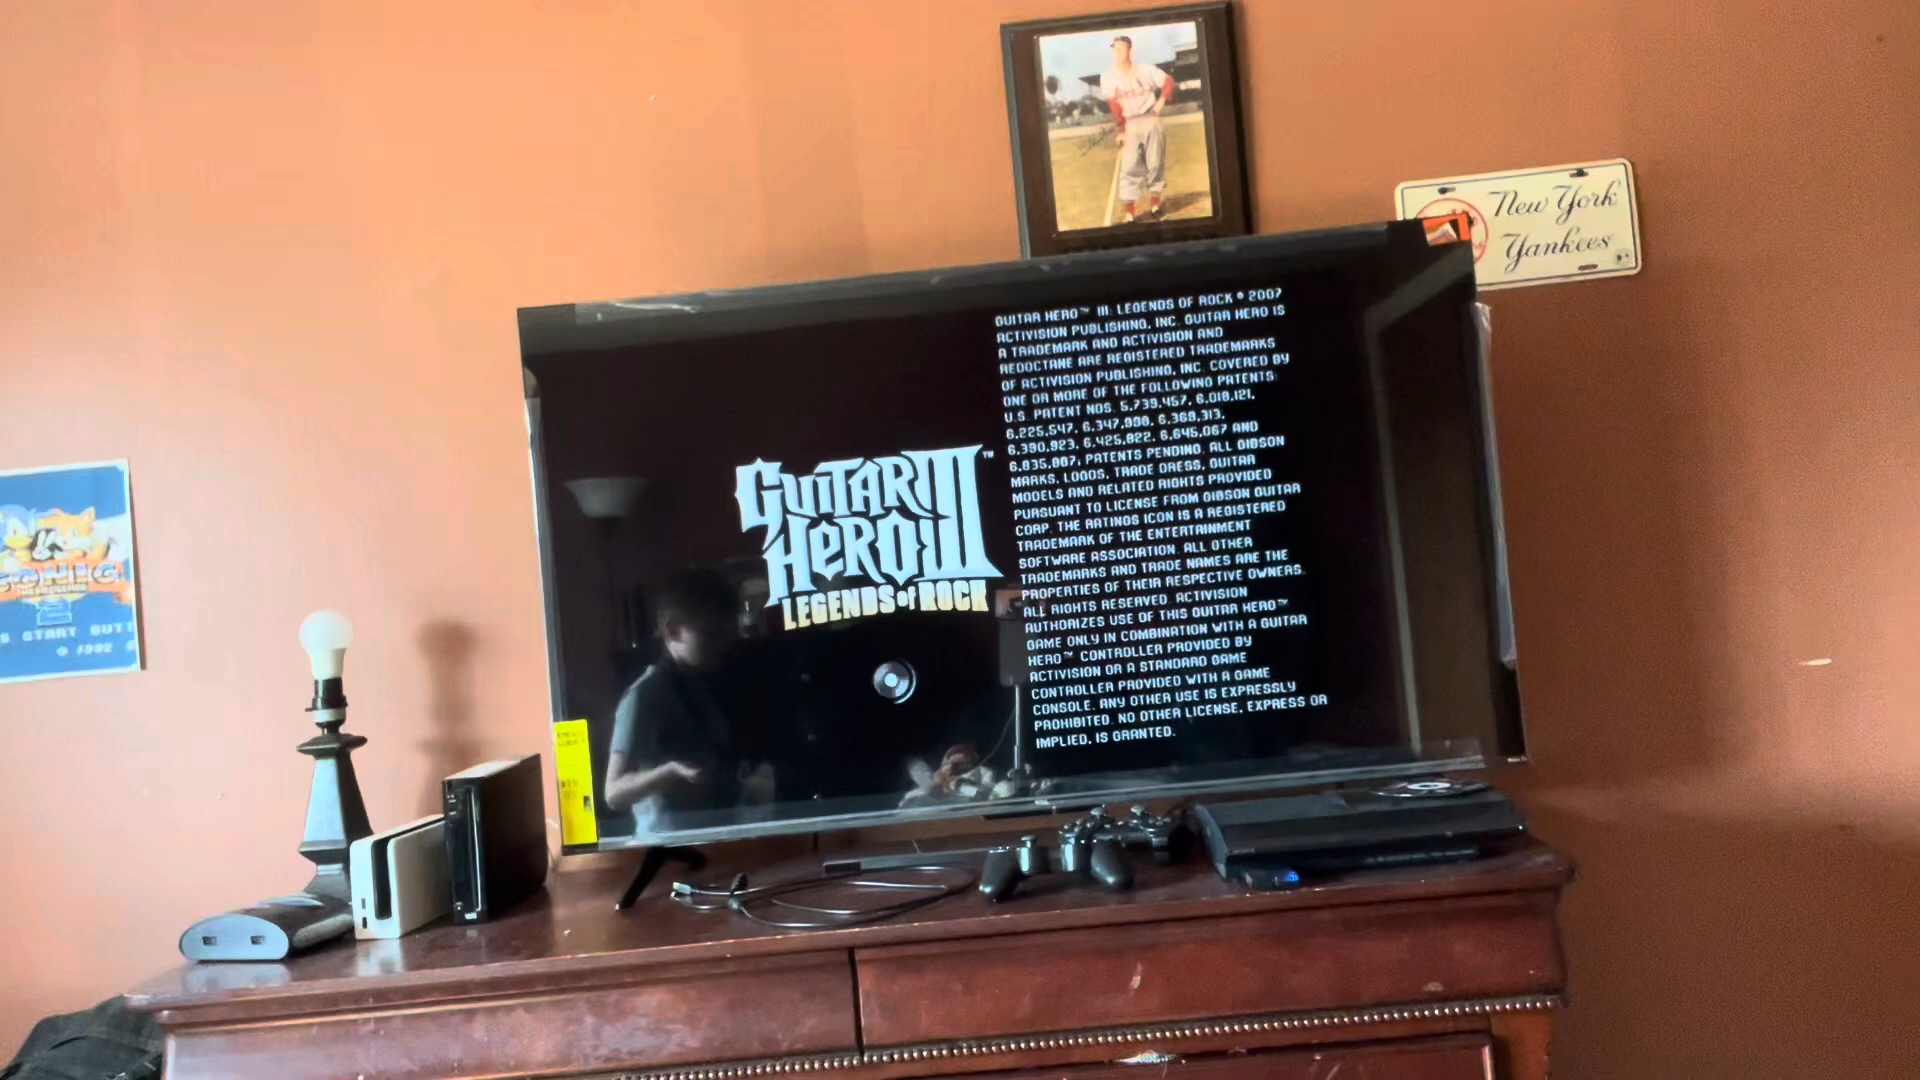 New York
Yankees
GUITAR HERO™ III: LEGENDS OF ROCK © 2007
ACTIVISION PUBLISHING, INC. GUITAR HERO IS
A TRADEMARK AND ACTIVISION AND
REDOCTANE ARE REGISTERED TRADEMARKS
OF ACTIVISION PUBLISHING, INC. COVERED BY
ONE OR MORE OF THE FOLLOWING PATENTS:
U.S. PATENT NOS. 5,739,457, 6,018,121,
6,225,547, 6,347,998, 6,369,313,
6,390,923, 6,425,822, 6,645,067 AND
6,835,887; PATENTS PENDING. ALL GIBSON
MARKS, LOGOS, TRADE DRESS, GUITAR
MODELS AND RELATED RIGHTS PROVIDED
PURSUANT TO LICENSE FROM GIBSON GUITAR
CORP. THE RATINGS ICON IS A REGISTERED
TRADEMARK OF THE ENTERTAINMENT
SOFTWARE ASSOCIATION. ALL OTHER
TRADEMARKS AND TRADE NAMES ARE THE
PROPERTIES OF THEIR RESPECTIVE OWNERS.
ALL RIGHTS RESERVED. ACTIVISION
AUTHORIZES USE OF THIS GUITAR HERO™
GAME ONLY IN COMBINATION WITH A GUITAR
HERO™ CONTROLLER PROVIDED BY
ACTIVISION OR A STANDARD GAME
CONTROLLER PROVIDED WITH A GAME
CONSOLE. ANY OTHER USE IS EXPRESSLY
PROHIBITED. NO OTHER LICENSE, EXPRESS OR
IMPLIED, IS GRANTED.
GUITAR
HERO III™
LEGENDS OF ROCK
SONIC
THE HEDGEHOG
2
S START BUTT
© 1992